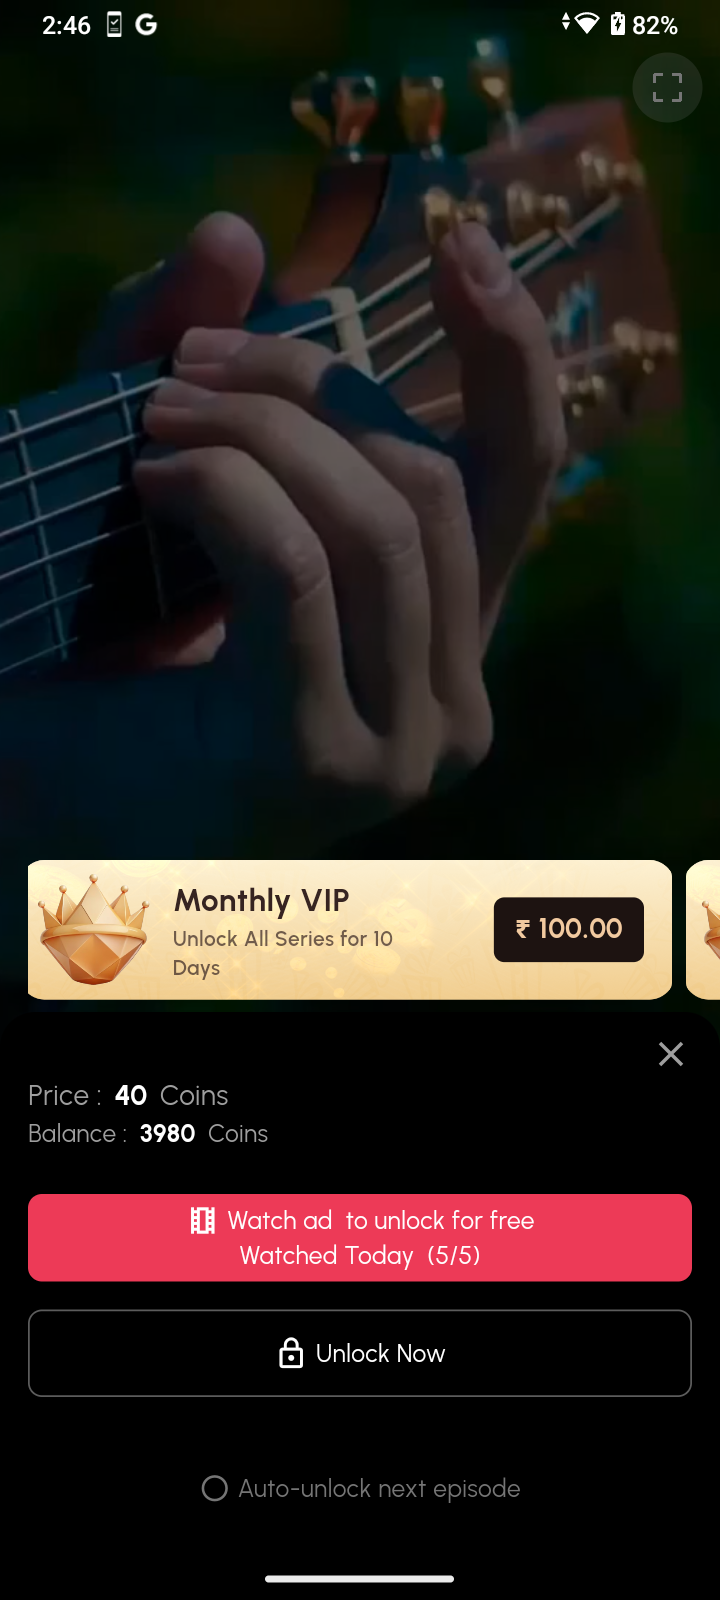 2:46 G 82%
Monthly VIP
Unlock All Series for 10
Days
₹ 100.00
Price : 40 Coins
Balance : 3980 Coins
Watch ad to unlock for free
Watched Today (5/5)
Unlock Now
Auto-unlock next episode